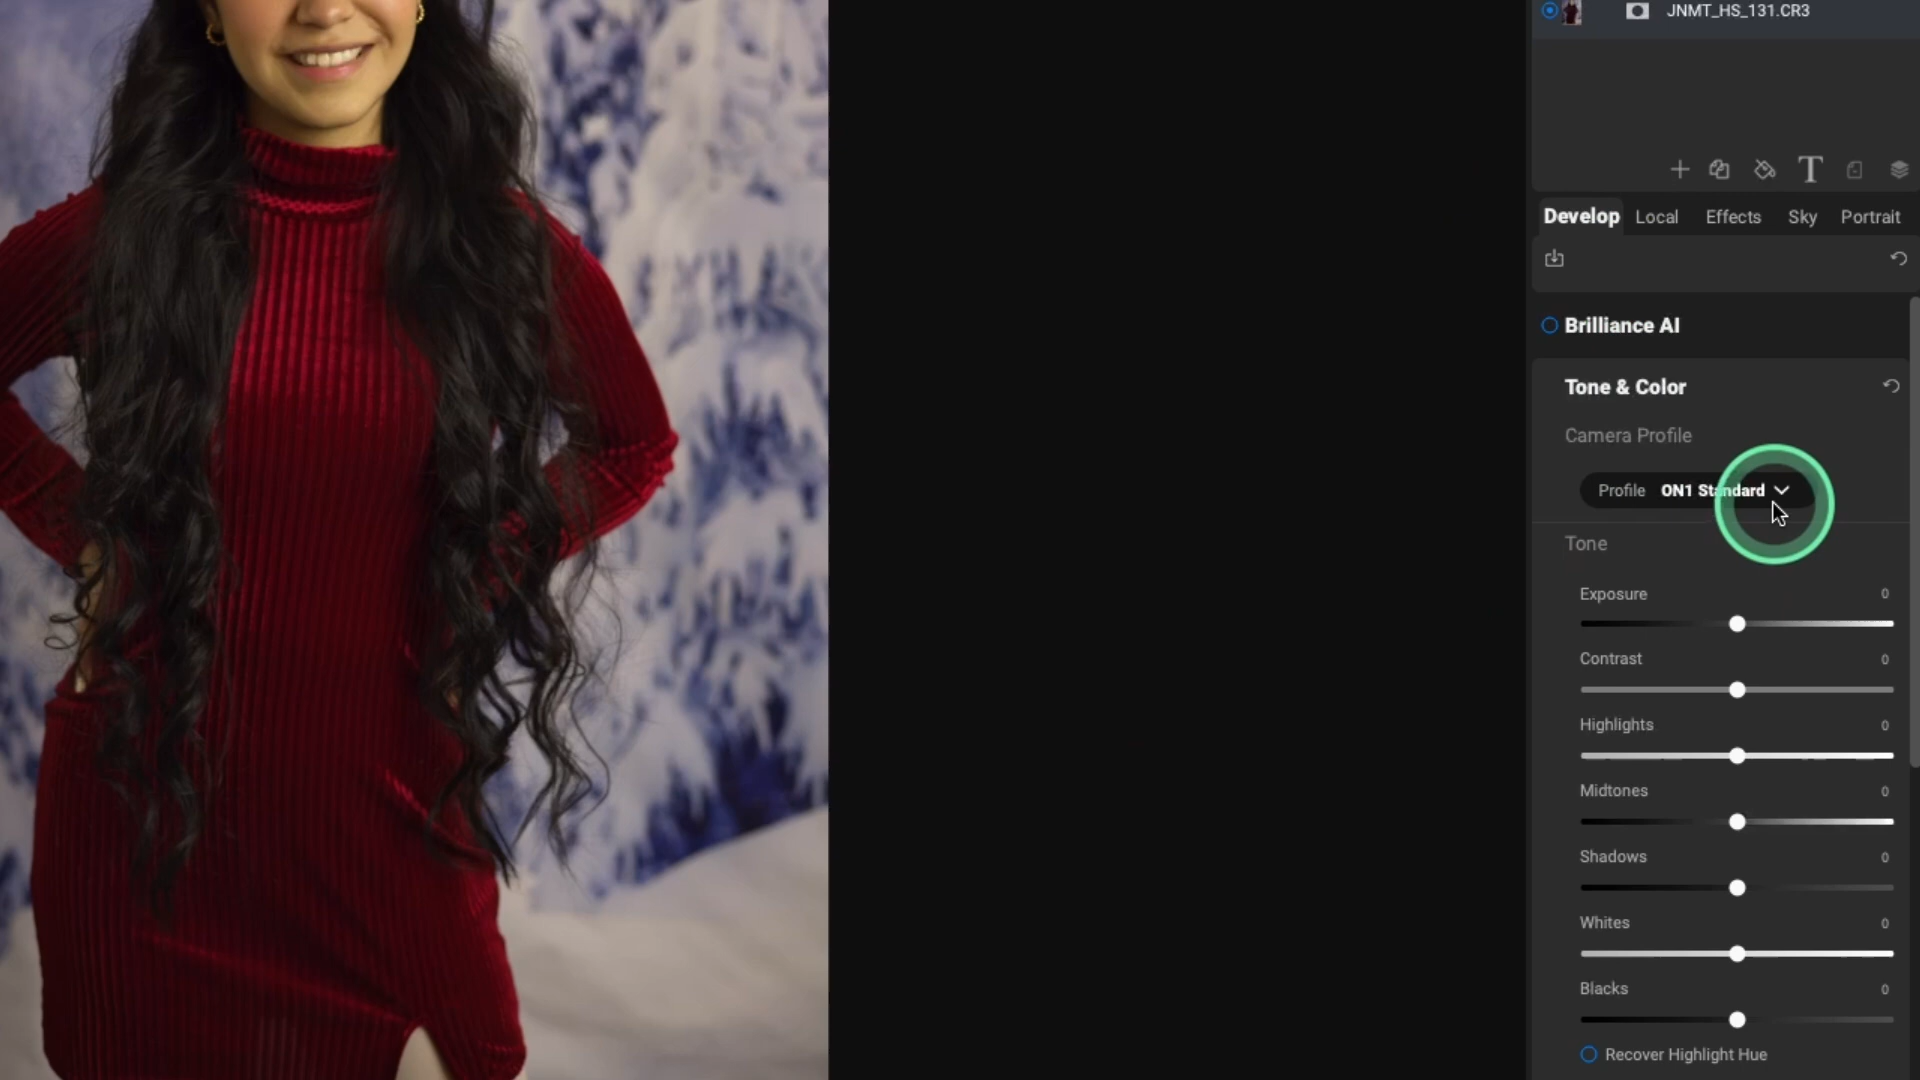 JNMT_HS_131.CR3
T
Develop Local Effects Sky Portrait
Brilliance AI
Tone & Color
Camera Profile
Profile ON1 Standard
Tone
Exposure 0
Contrast 0
Highlights 0
Midtones 0
Shadows 0
Whites 0
Blacks 0
Recover Highlight Hue